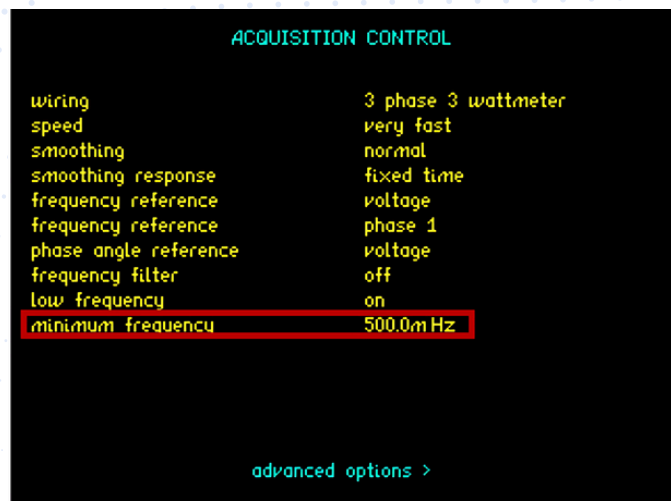 ACQUISITION CONTROL
wiring 3 phase 3 wattmeter
speed very fast
smoothing normal
smoothing response fixed time
frequency reference voltage
frequency reference phase 1
phase angle reference voltage
frequency filter off
low frequency on
minimum frequency 500.0m Hz
advanced options >